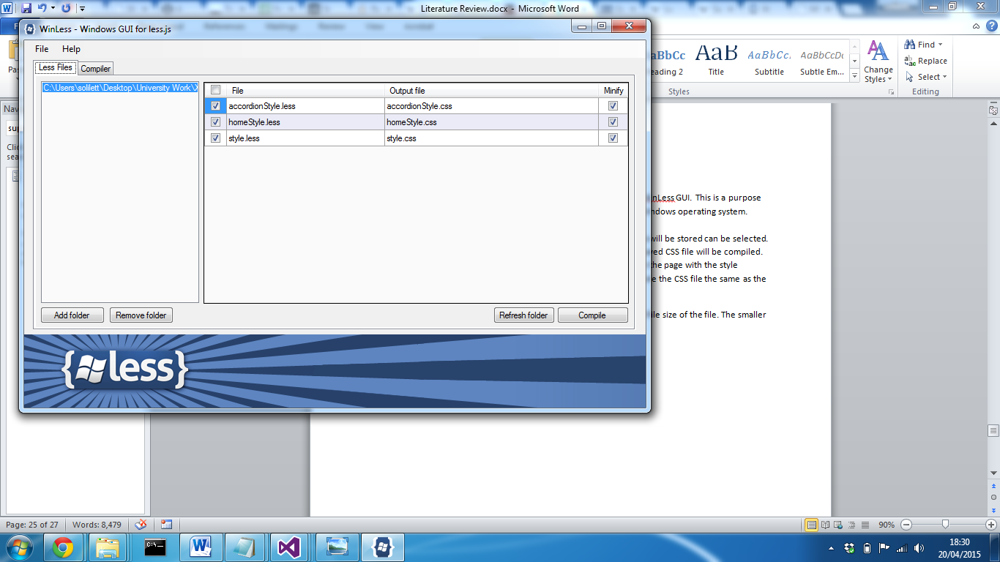 Literature Review.docx - Microsoft Word
WinLess - Windows GUI for less.js
File Help
Less Files Compiler
C:\Users\solilett\Desktop\University Work\X
File Output file Minify
accordionStyle.less accordionStyle.css
homeStyle.less homeStyle.css
style.less style.css
Add folder Remove folder Refresh folder Compile
{less}
AaBbCc AaB AaBbCc. AaBbCcDc
eading 2 Title Subtitle Subtle Em...
Change
Styles
Styles
Find
Replace
Select
Editing
F
Pas
Nav
sup
Clic
sea
nLess GUI. This is a purpose
ndows operating system.
will be stored can be selected.
ved CSS file will be compiled.
the page with the style
e the CSS file the same as the
ile size of the file. The smaller
Page: 25 of 27 Words: 8,479 90%
C:\
18:30
20/04/2015